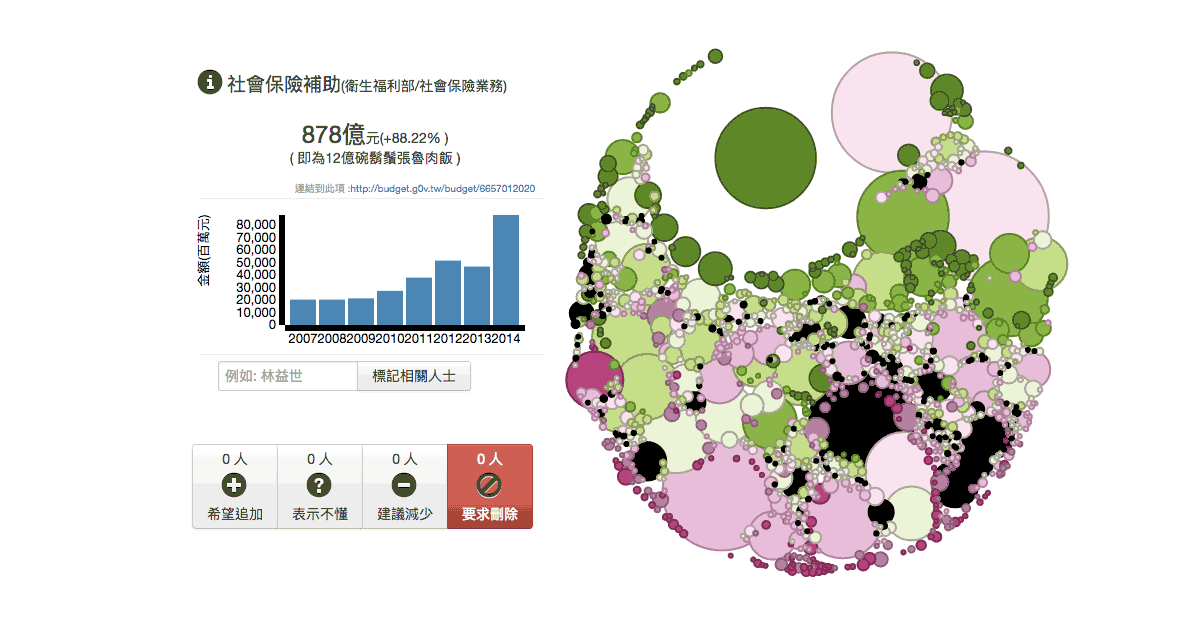 社會保險補助(衛生福利部/社會保險業務)
878億元(+88.22% )
( 即為12億碗鬍鬚張魯肉飯 )
連結到此項 :http://budget.g0v.tw/budget/6657012020
金額(百萬元)
80,000
70,000
60,000
50,000
40,000
30,000
20,000
10,000
0
2007 2008 2009 2010 2011 2012 2013 2014
例如: 林益世 標記相關人士
0 人 0 人 0 人 0 人
希望追加 表示不懂 建議減少 要求刪除